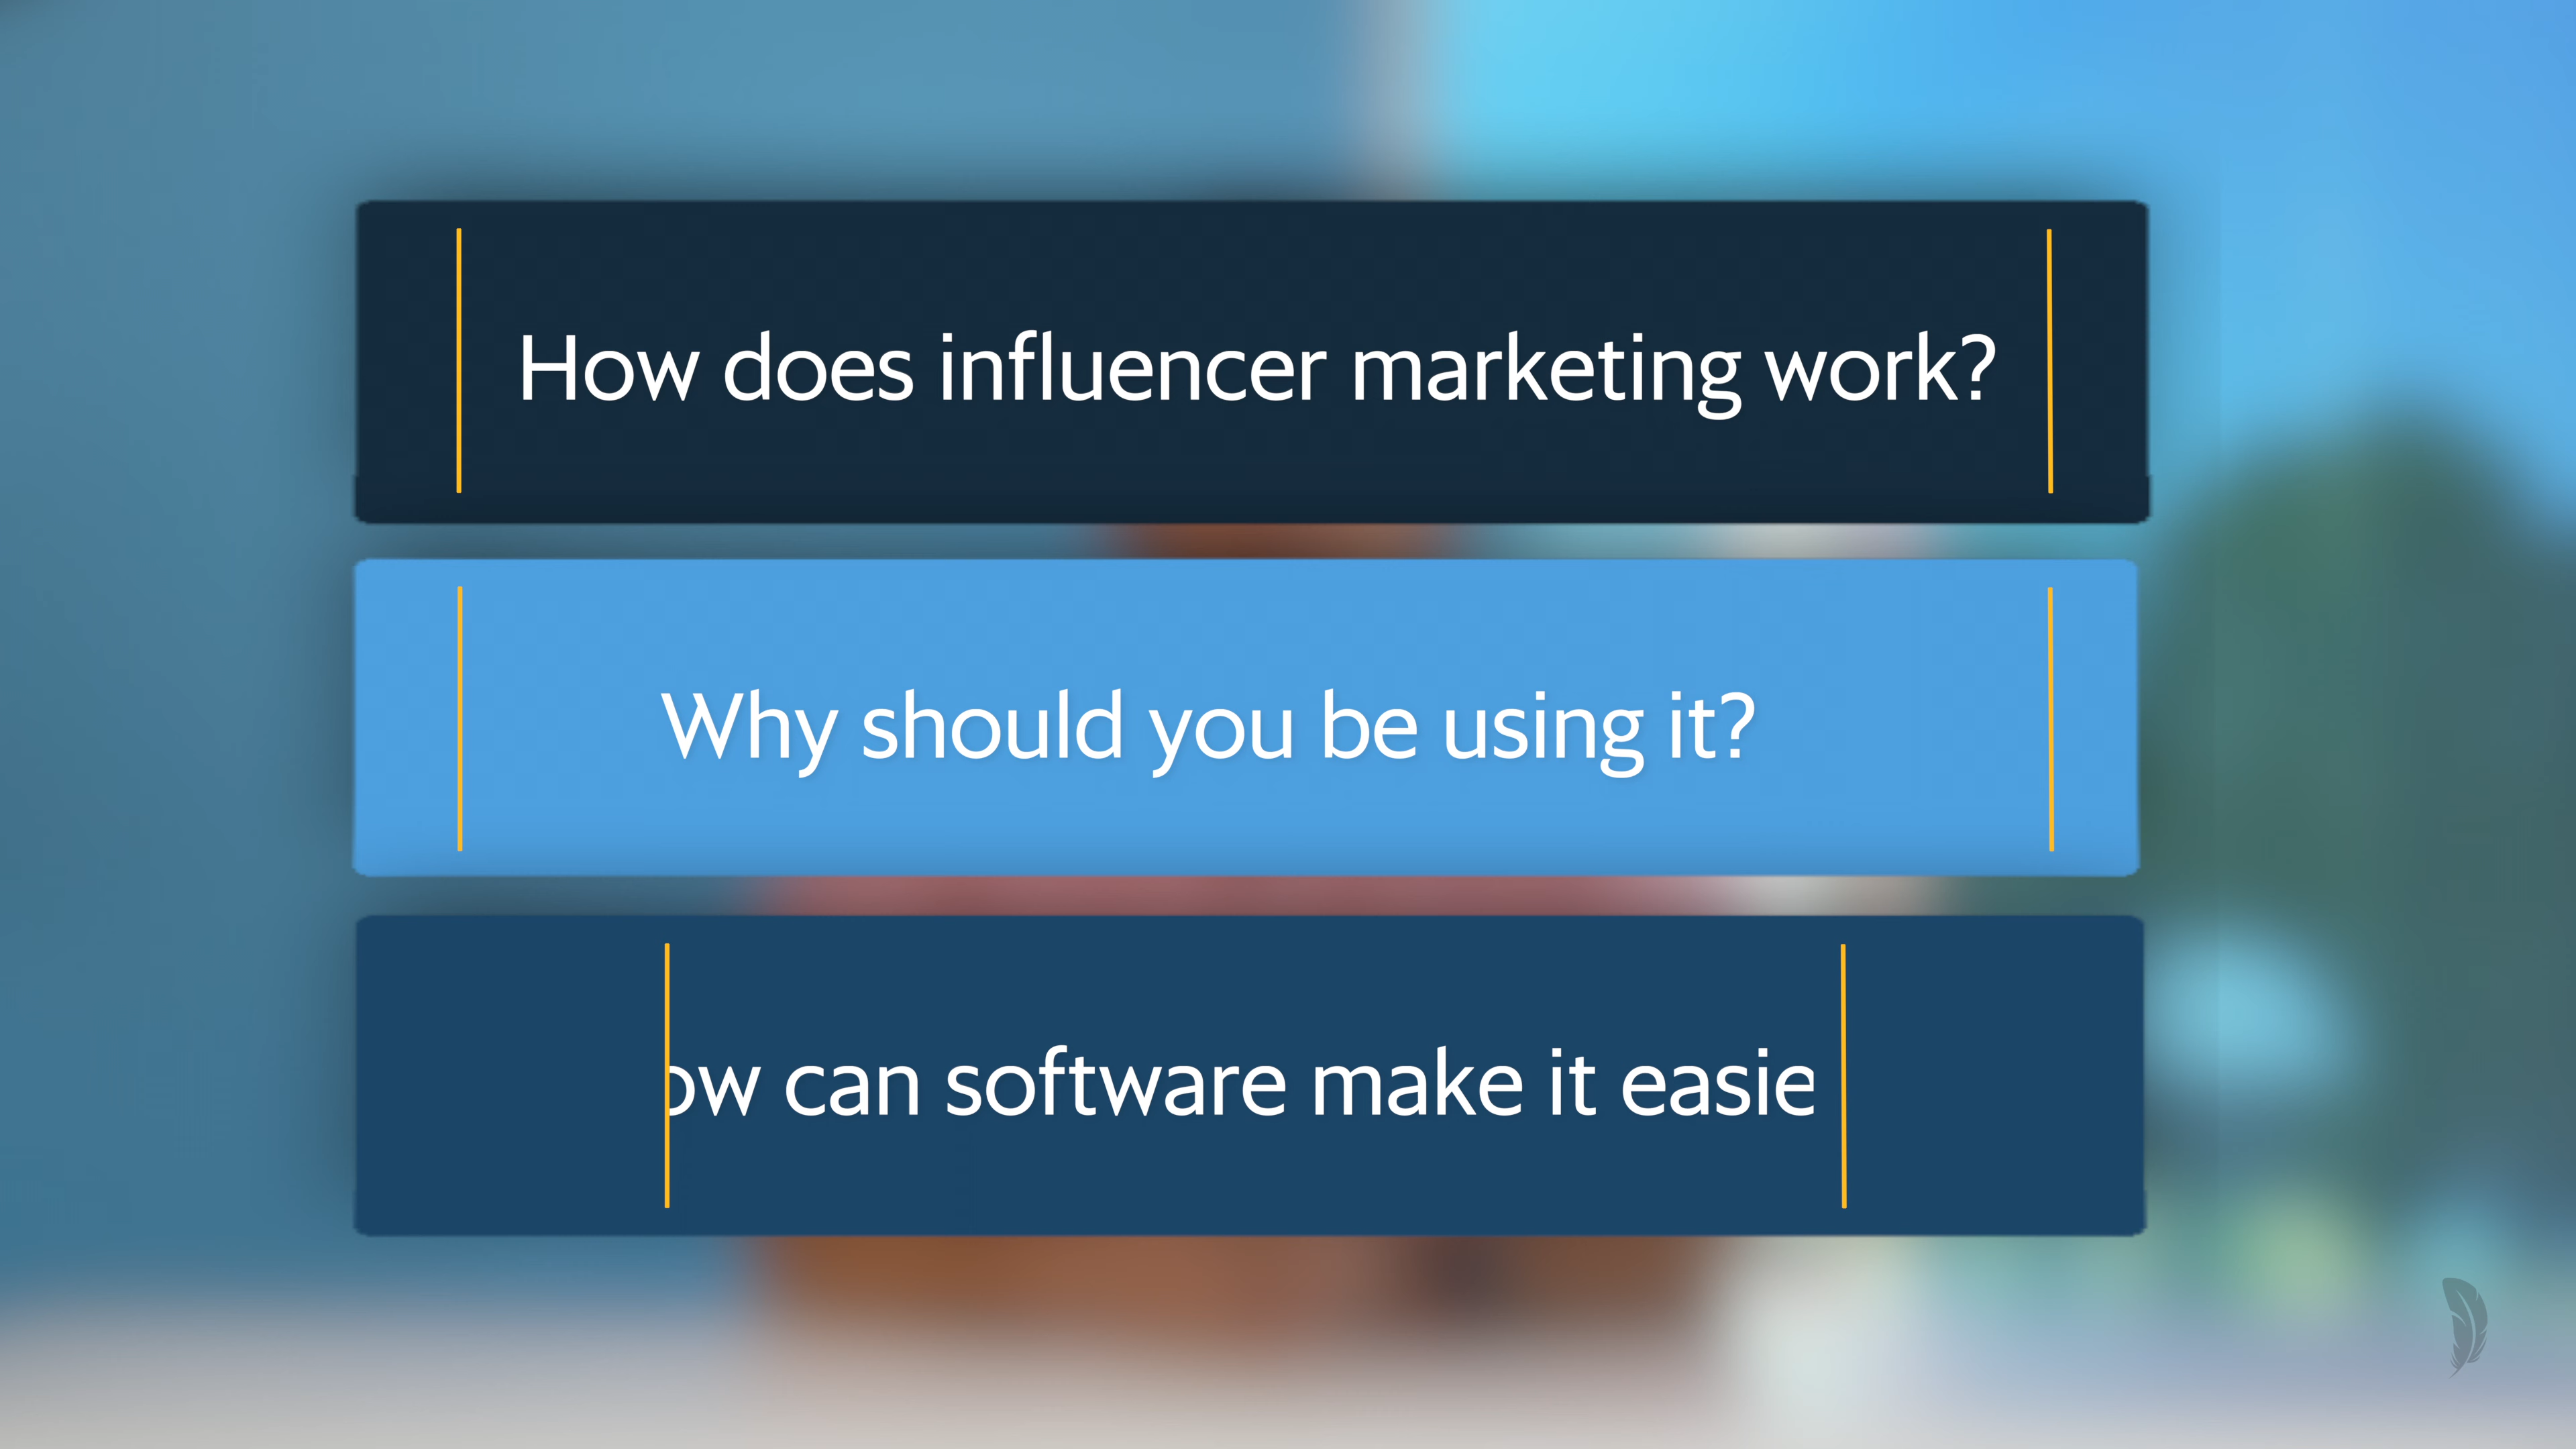 How does influencer marketing work?
Why should you be using it?
ow can software make it easie